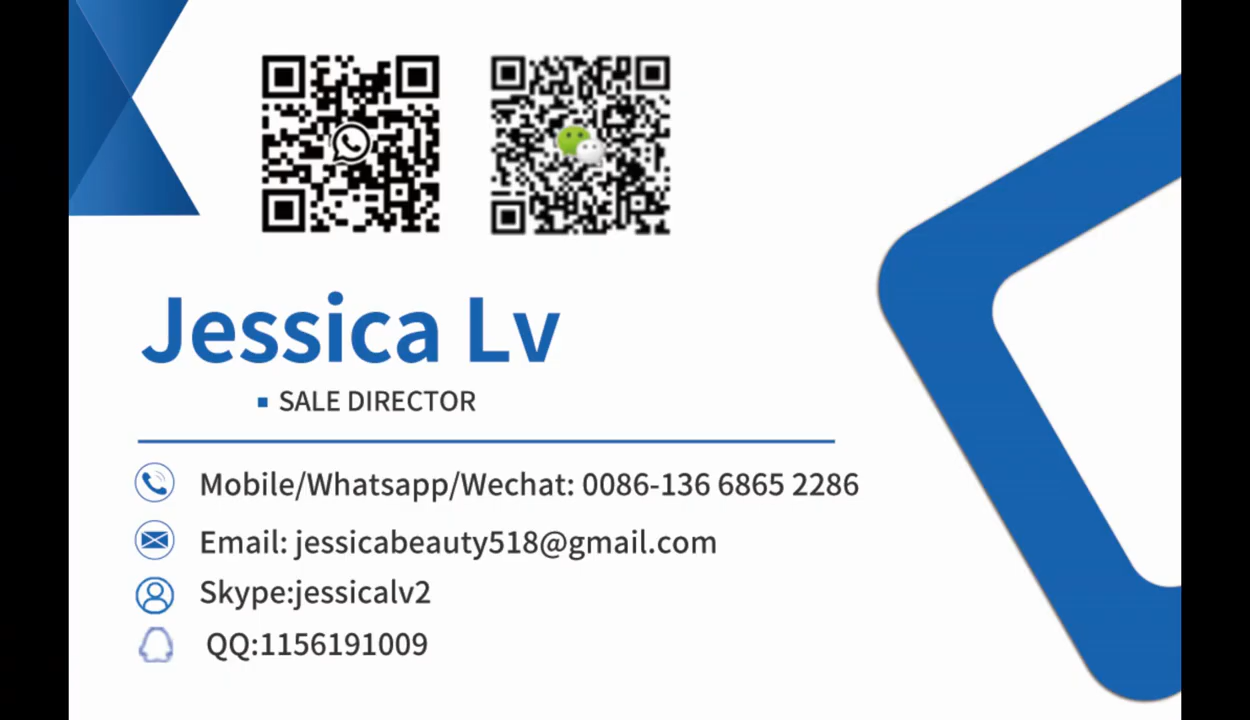 Jessica Lv
SALE DIRECTOR
Mobile/Whatsapp/Wechat: 0086-136 6865 2286
Email: jessicabeauty518@gmail.com
Skype:jessicalv2
QQ:1156191009